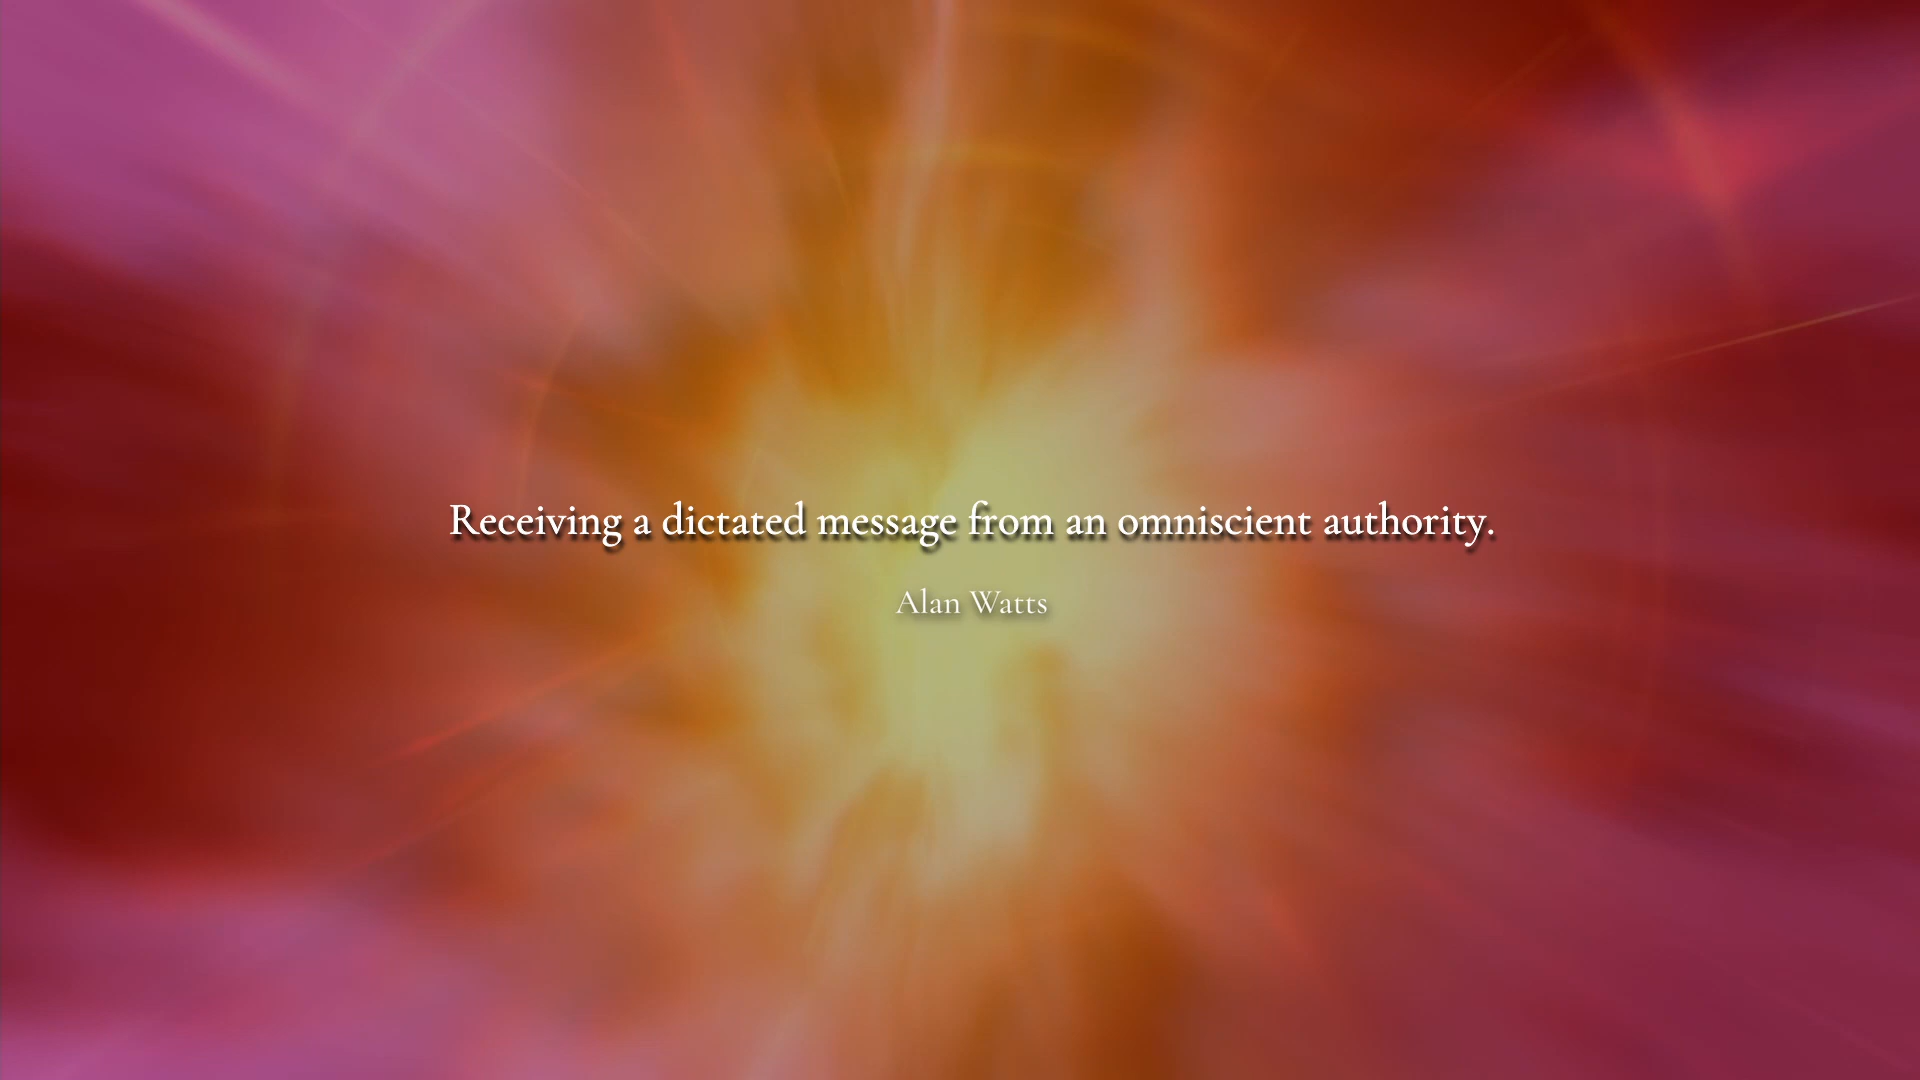 Receiving a dictated message from an omniscient authority.
Alan Watts